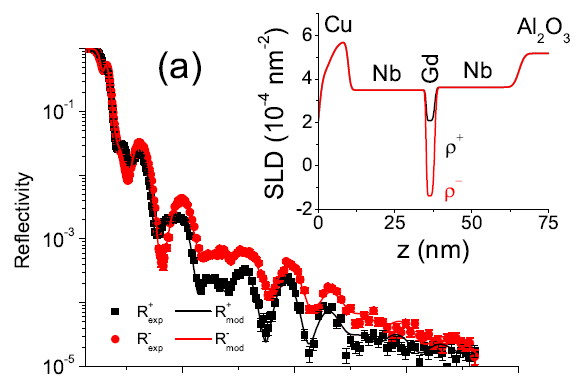 (a)
Reflectivity
10⁻¹
10⁻³
10⁻⁵
R⁺exp R⁺mod
R⁻exp R⁻mod
SLD (10⁻⁴ nm⁻²)
6
4
2
0
-2
0 25 50 75
z (nm)
Cu
Nb
Gd
Nb
Al₂O₃
ρ⁺
ρ⁻